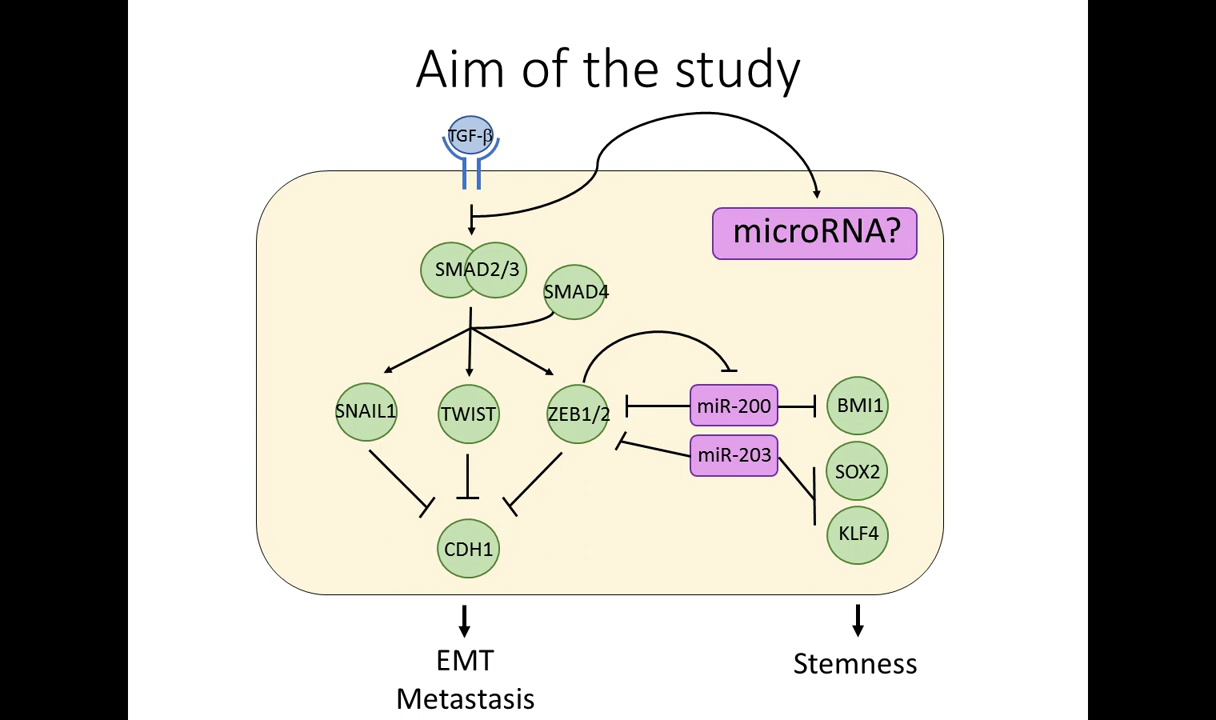 Aim of the study
TGF-β
microRNA?
SMAD2/3
SMAD4
SNAIL1
TWIST
ZEB1/2
miR-200
BMI1
miR-203
SOX2
KLF4
CDH1
EMT
Metastasis
Stemness